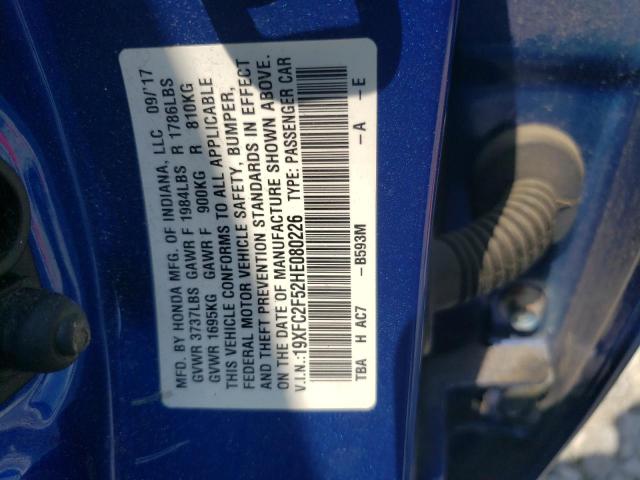 MFD. BY HONDA MFG. OF INDIANA, LLC 09/'17
GVWR 3737LBS GAWR F 1984LBS R 1786LBS
GVWR 1695KG GAWR F 900KG R 810KG
THIS VEHICLE CONFORMS TO ALL APPLICABLE
FEDERAL MOTOR VEHICLE SAFETY, BUMPER,
AND THEFT PREVENTION STANDARDS IN EFFECT
ON THE DATE OF MANUFACTURE SHOWN ABOVE.
V.I.N.:19XFC2F52HE080226 TYPE: PASSENGER CAR
TBA H AC7 -B593M -A -E